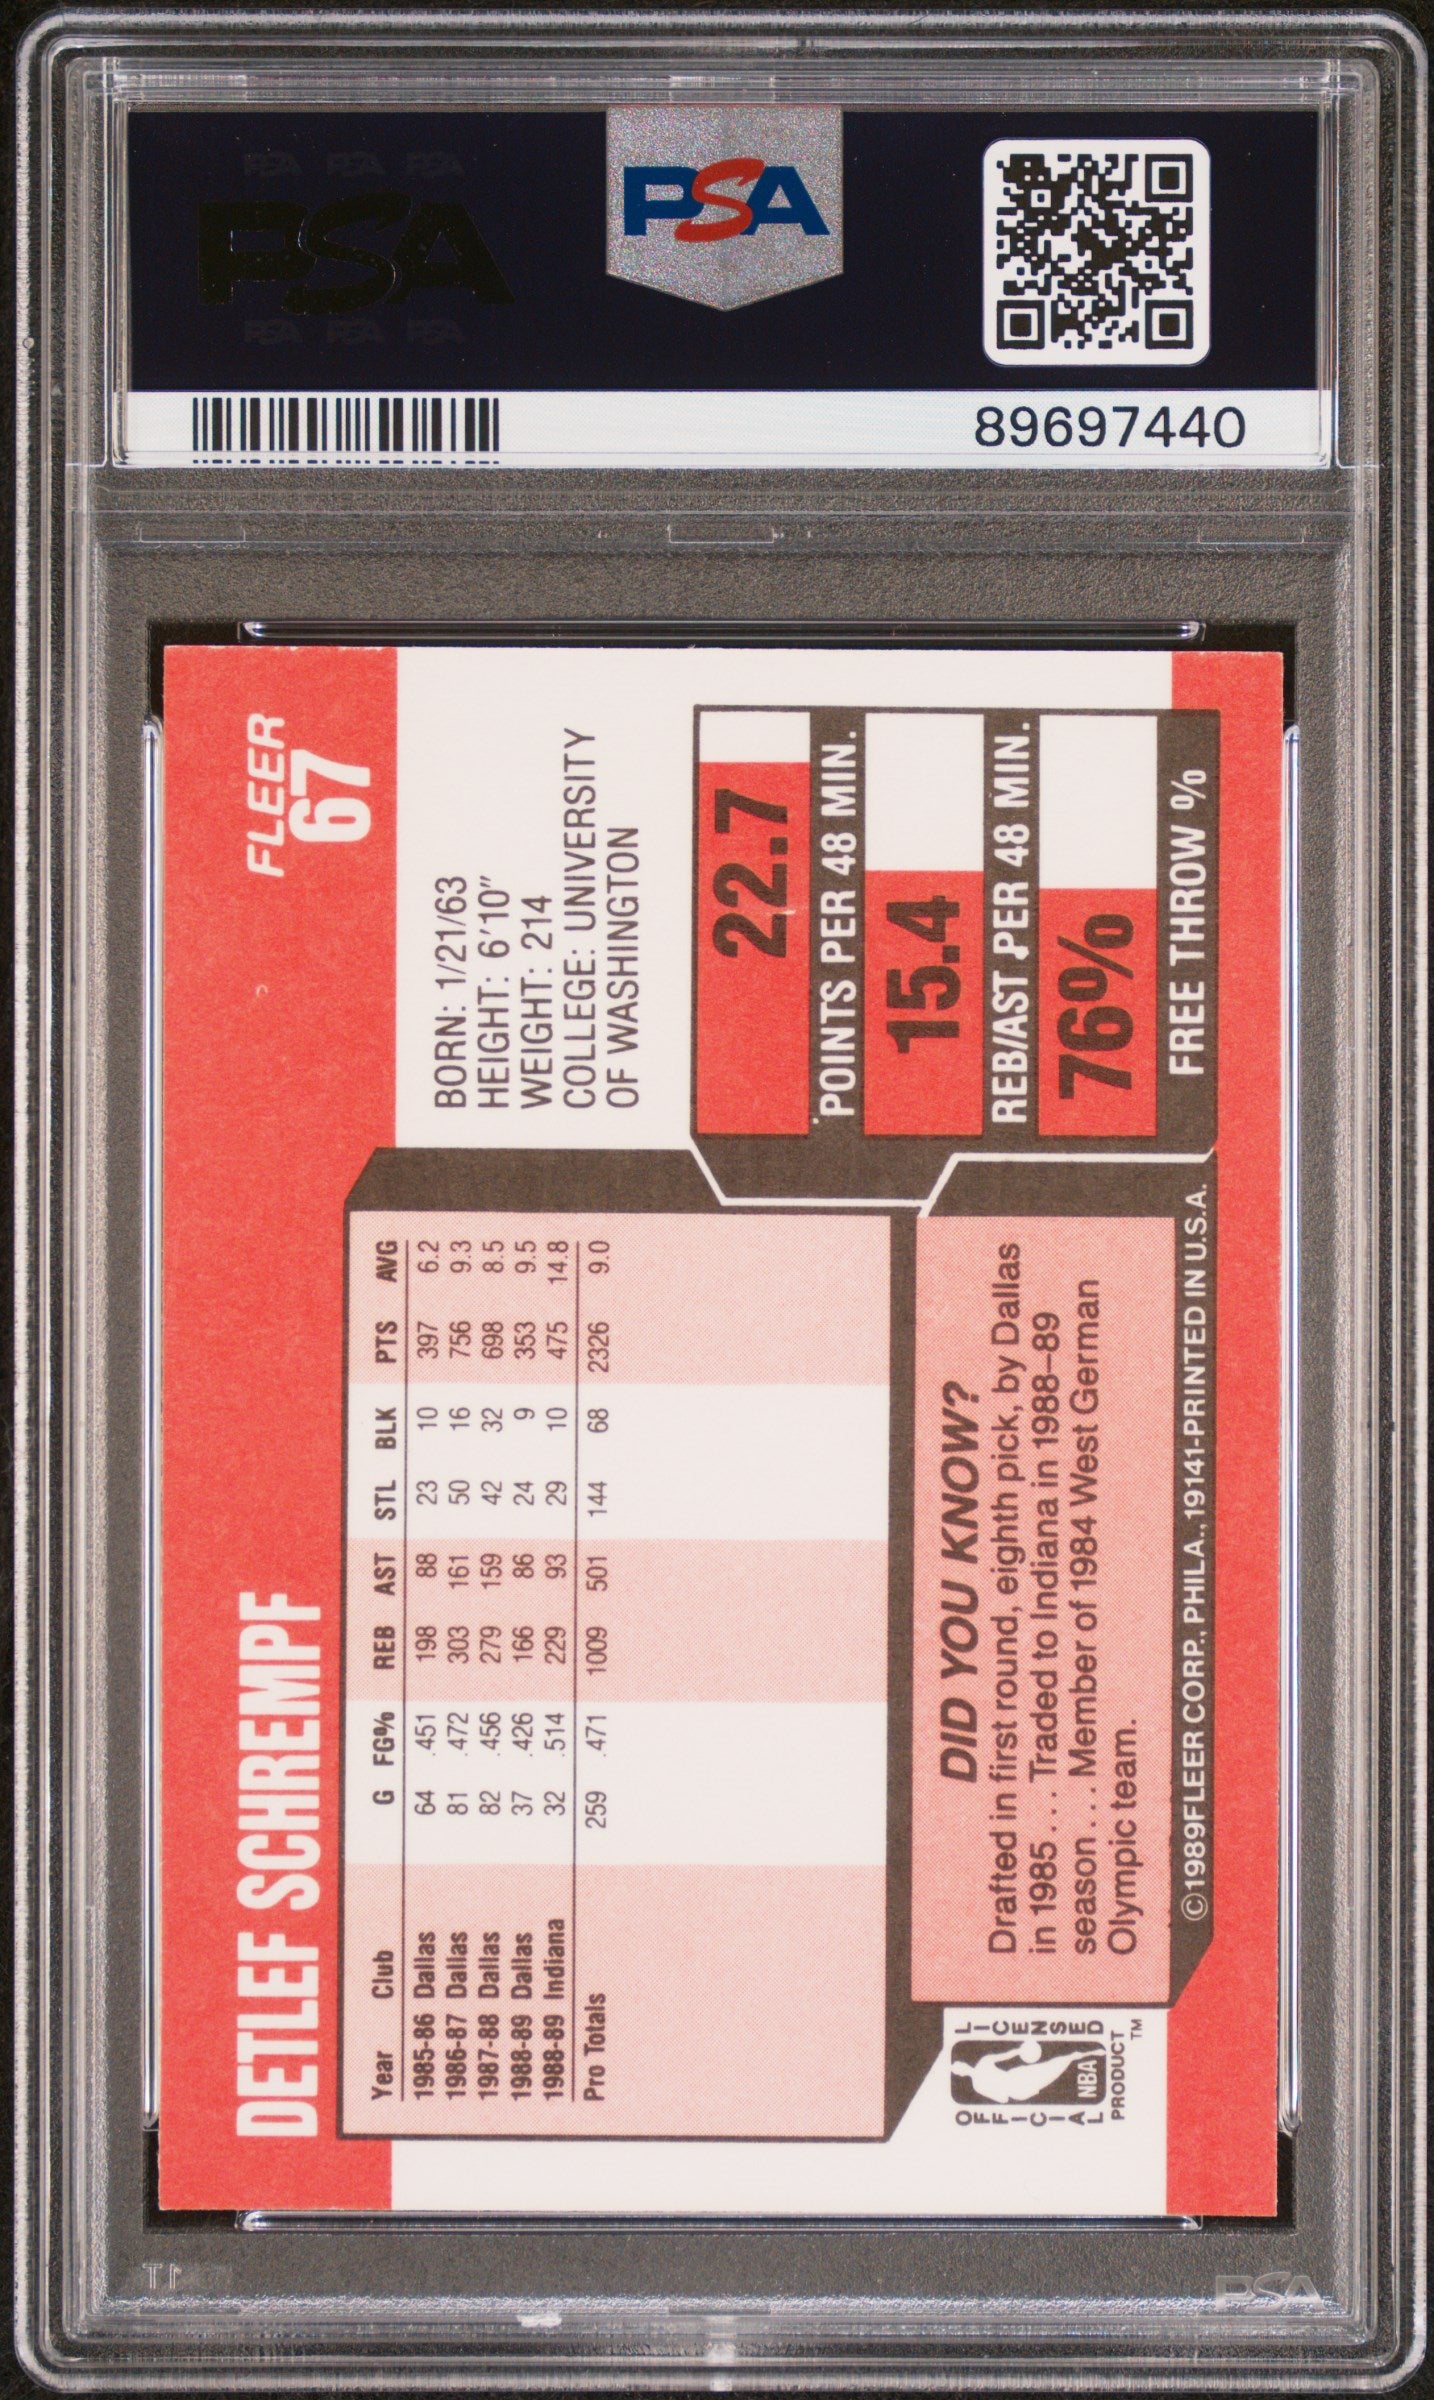 PSA PSA PSA
PSA
PSA PSA PSA
PSA
89697440
DETLEF SCHREMPF
FLEER
67
Year Club G FG% REB AST STL BLK PTS AVG
1985-86 Dallas 64 .451 198 88 23 10 397 6.2
1986-87 Dallas 81 .472 303 161 50 16 756 9.3
1987-88 Dallas 82 .456 279 159 42 32 698 8.5
1988-89 Dallas 37 .426 166 86 24 9 353 9.5
1988-89 Indiana 32 .514 229 93 29 10 475 14.8
Pro Totals 259 .471 1009 501 144 68 2326 9.0
BORN: 1/21/63
HEIGHT: 6'10"
WEIGHT: 214
COLLEGE: UNIVERSITY
OF WASHINGTON
22.7
POINTS PER 48 MIN.
15.4
REB/AST PER 48 MIN.
76%
FREE THROW %
DID YOU KNOW?
Drafted in first round, eighth pick, by Dallas
in 1985 . . . Traded to Indiana in 1988–89
season . . . Member of 1984 West German
Olympic team.
OFFICIAL LICENSED
NBA
PRODUCT™
©1989FLEER CORP., PHILA., 19141-PRINTED IN U.S.A.
PSA